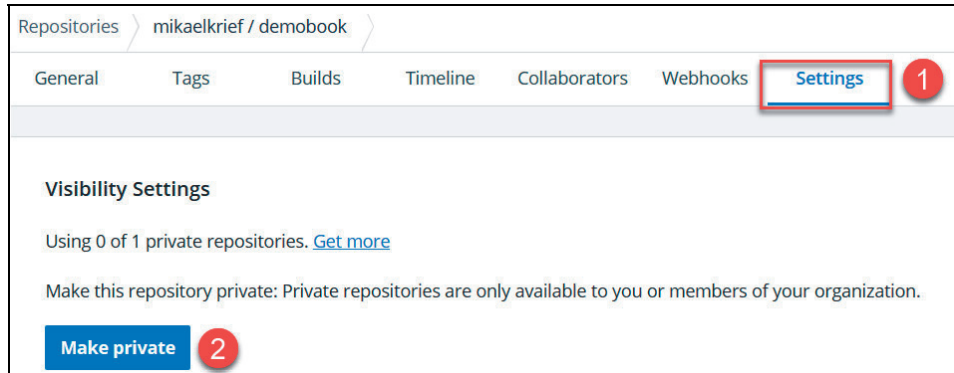 Repositories mikaelkrief / demobook
General Tags Builds Timeline Collaborators Webhooks Settings 1
Visibility Settings
Using 0 of 1 private repositories. Get more
Make this repository private: Private repositories are only available to you or members of your organization.
Make private 2